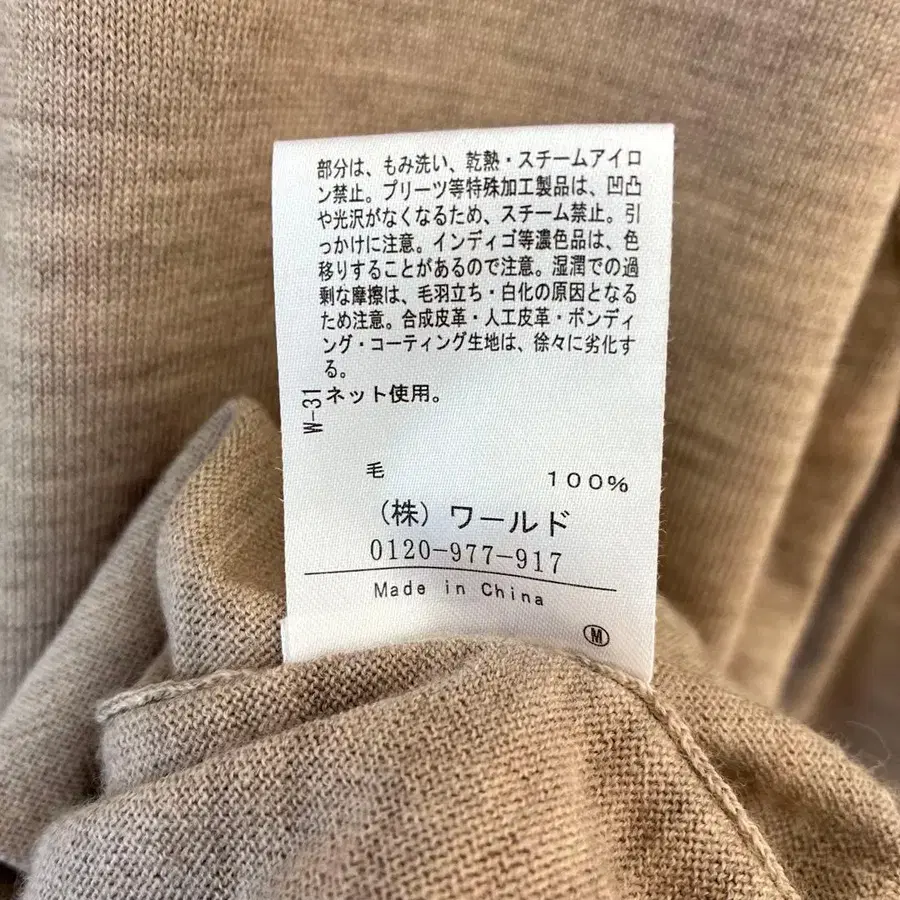 部分は、もみ洗い、乾熱・スチームアイロ
ン禁止。プリーツ等特殊加工製品は、凹凸
や光沢がなくなるため、スチーム禁止。引
っかけに注意。インディゴ等濃色品は、色
移りすることがあるので注意。湿潤での過
剰な摩擦は、毛羽立ち・白化の原因となる
ため注意。合成皮革・人工皮革・ボンディ
ング・コーティング生地は、徐々に劣化す
る。
ネット使用。
W-31
毛 100%
(株)ワールド
0120-977-917
Made in China
M